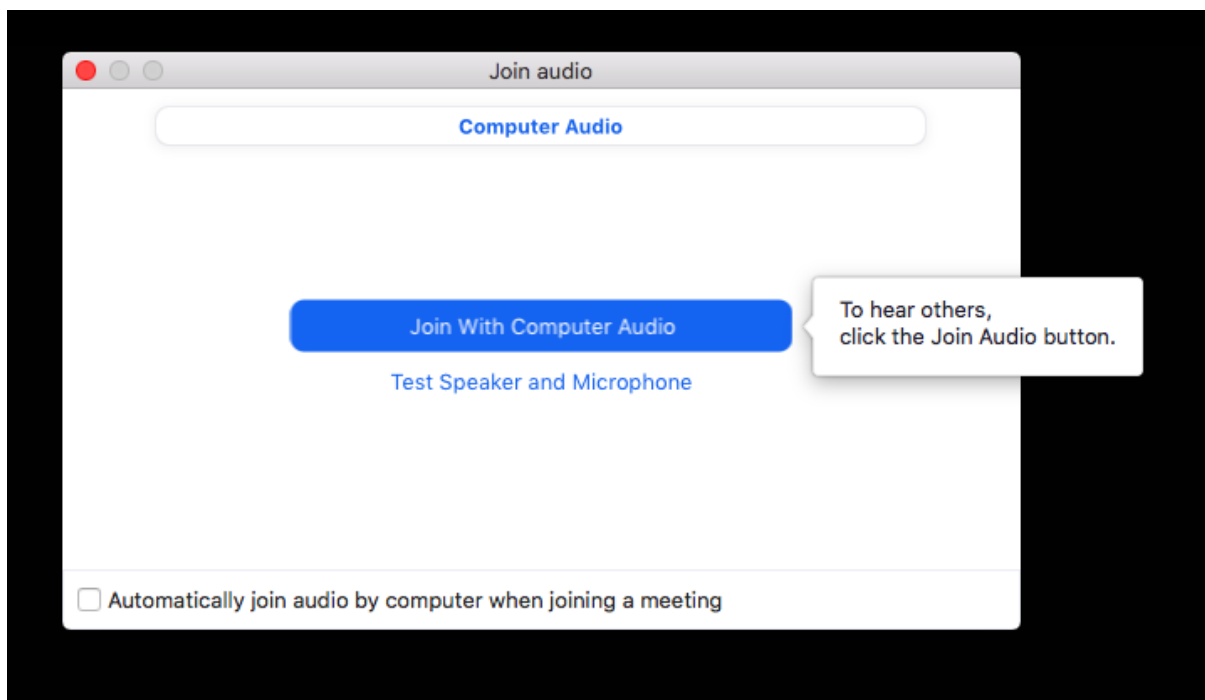 Join audio
Computer Audio
Join With Computer Audio
To hear others,
click the Join Audio button.
Test Speaker and Microphone
Automatically join audio by computer when joining a meeting